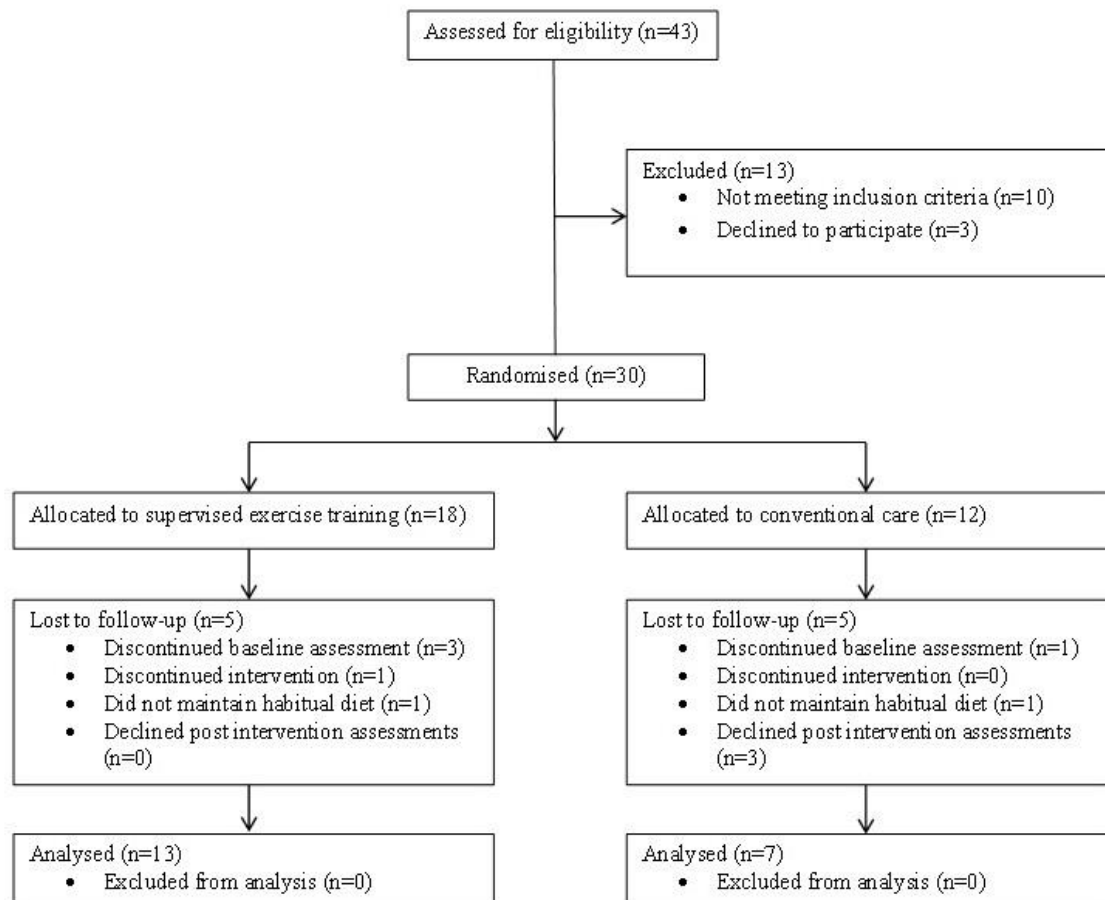 Assessed for eligibility (n=43)
Excluded (n=13)
• Not meeting inclusion criteria (n=10)
• Declined to participate (n=3)
Randomised (n=30)
Allocated to supervised exercise training (n=18)
Allocated to conventional care (n=12)
Lost to follow-up (n=5)
• Discontinued baseline assessment (n=3)
• Discontinued intervention (n=1)
• Did not maintain habitual diet (n=1)
• Declined post intervention assessments
(n=0)
Lost to follow-up (n=5)
• Discontinued baseline assessment (n=1)
• Discontinued intervention (n=0)
• Did not maintain habitual diet (n=1)
• Declined post intervention assessments
(n=3)
Analysed (n=13)
• Excluded from analysis (n=0)
Analysed (n=7)
• Excluded from analysis (n=0)